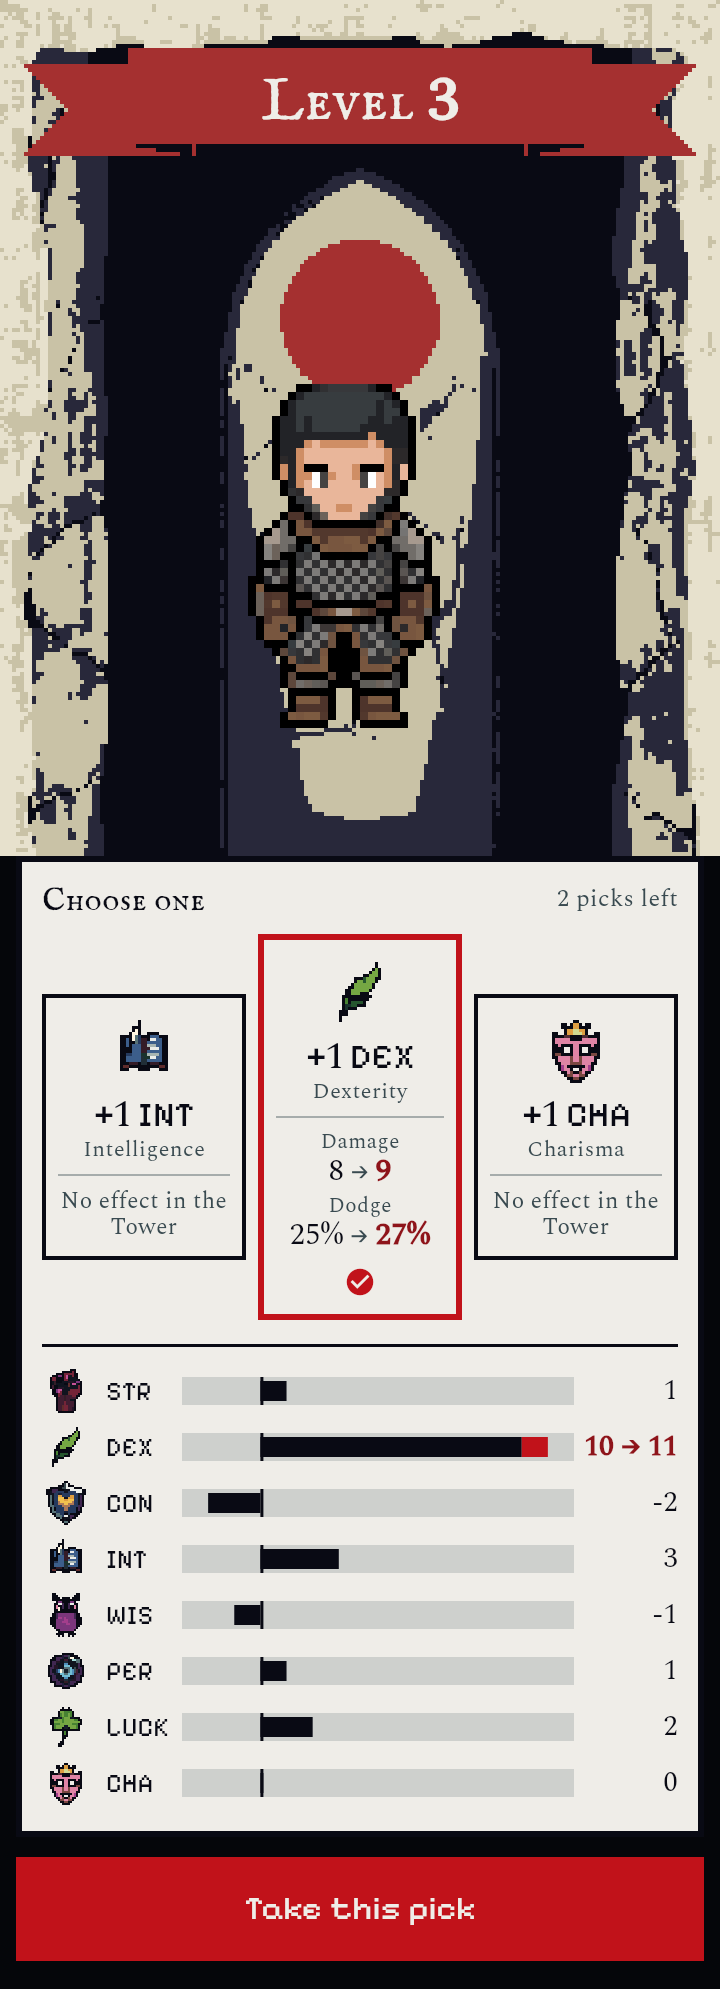 Level 3
Choose one
2 picks left
+1 INT
Intelligence
No effect in the
Tower
+1 DEX
Dexterity
Damage
8 → 9
Dodge
25% → 27%
+1 CHA
Charisma
No effect in the
Tower
STR 1
DEX 10 → 11
CON -2
INT 3
WIS -1
PER 1
LUCK 2
CHA 0
Take this pick